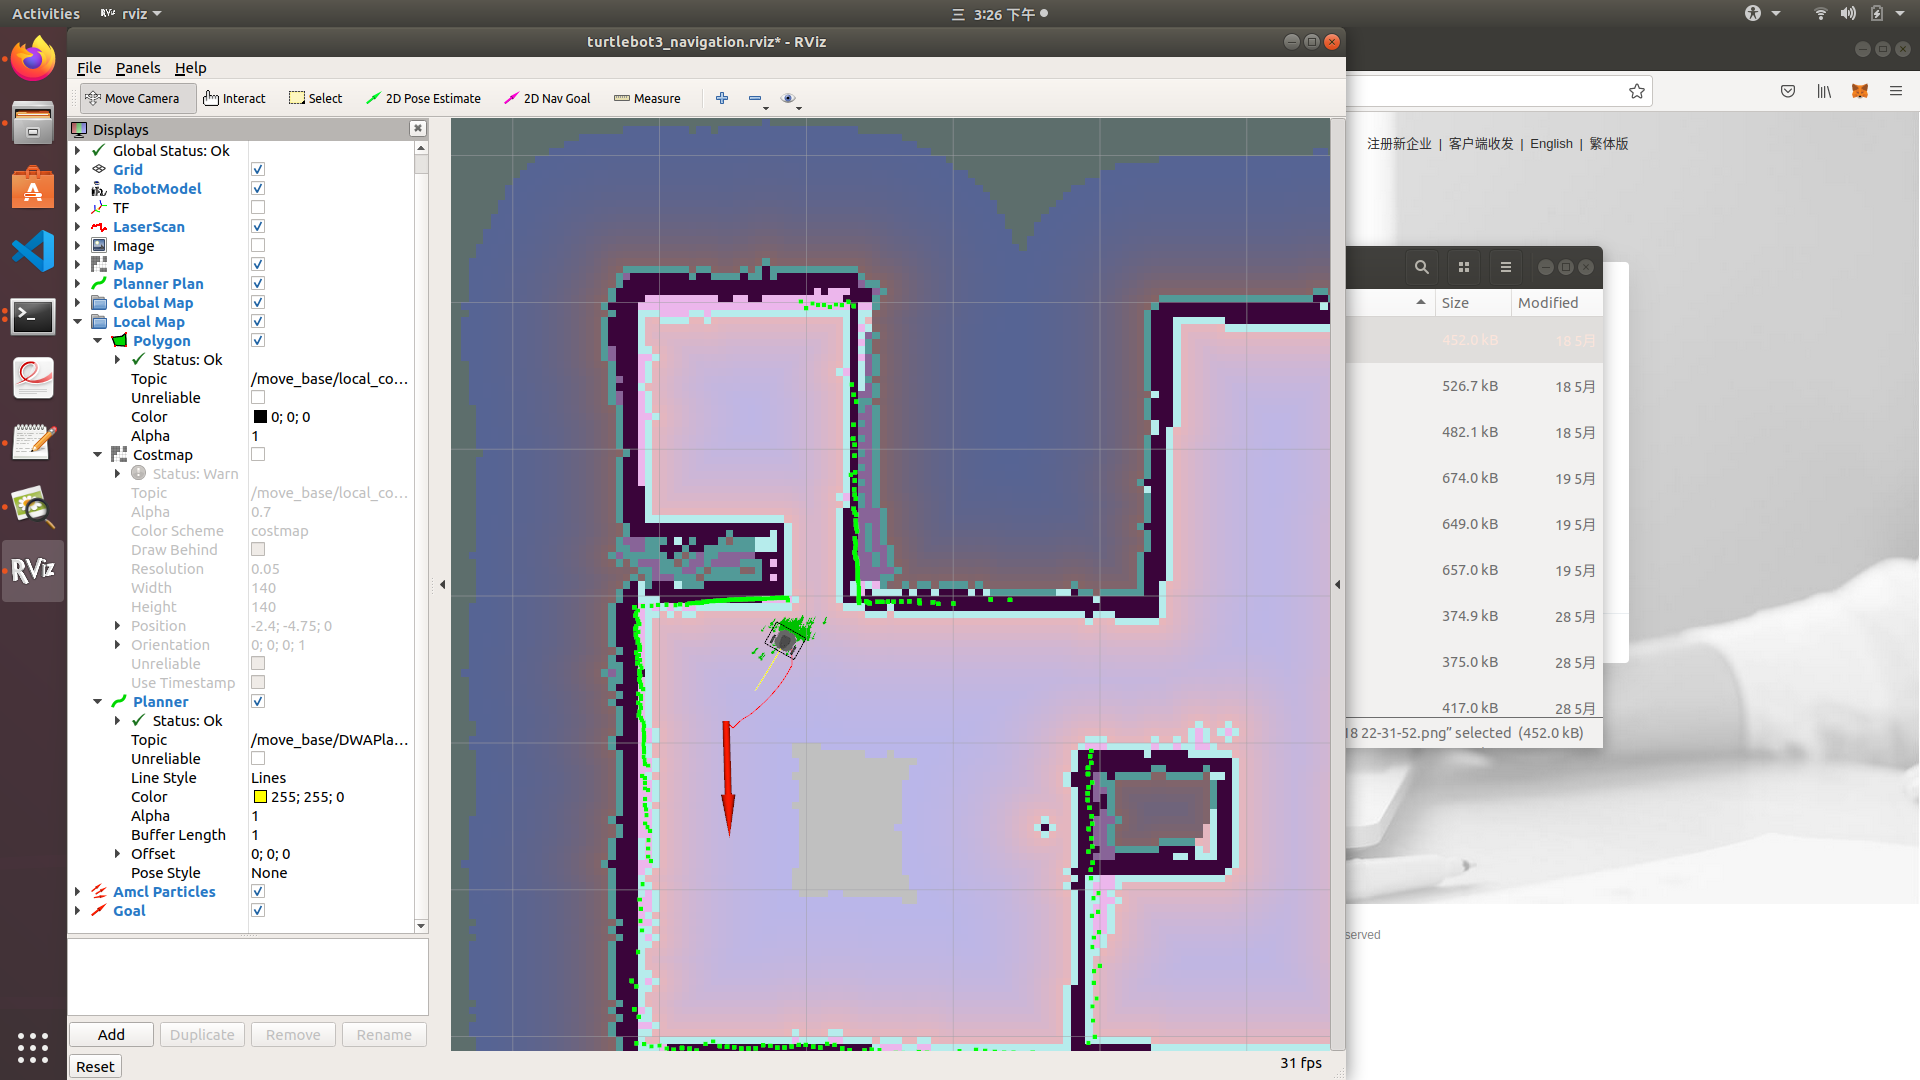 Activities
rviz
三 3:26 下午
turtlebot3_navigation.rviz* - RViz
File Panels Help
Move Camera Interact Select 2D Pose Estimate 2D Nav Goal Measure
Displays
Global Status: Ok
Grid
RobotModel
TF
LaserScan
Image
Map
Planner Plan
Global Map
Local Map
Polygon
Status: Ok
Topic /move_base/local_co...
Unreliable
Color 0; 0; 0
Alpha 1
Costmap
Status: Warn
Topic /move_base/local_co...
Alpha 0.7
Color Scheme costmap
Draw Behind
Resolution 0.05
Width 140
Height 140
Position -2.4; -4.75; 0
Orientation 0; 0; 0; 1
Unreliable
Use Timestamp
Planner
Status: Ok
Topic /move_base/DWAPla...
Unreliable
Line Style Lines
Color 255; 255; 0
Alpha 1
Buffer Length 1
Offset 0; 0; 0
Pose Style None
Amcl Particles
Goal
Add Duplicate Remove Rename
Reset
31 fps
RViz
注册新企业 | 客户端收发 | English | 繁体版
Size Modified
452.0 kB 18 5月
526.7 kB 18 5月
482.1 kB 18 5月
674.0 kB 19 5月
649.0 kB 19 5月
657.0 kB 19 5月
374.9 kB 28 5月
375.0 kB 28 5月
417.0 kB 28 5月
18 22-31-52.png" selected (452.0 kB)
served